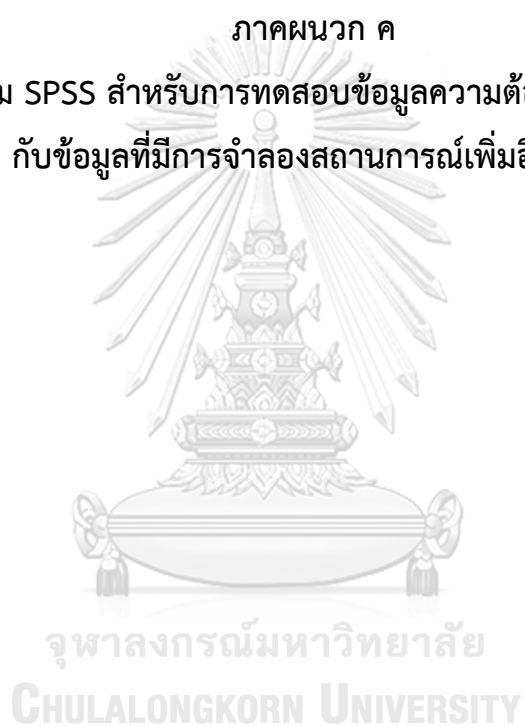 ภาคผนวก ค
ม SPSS สำหรับการทดสอบข้อมูลความต้
กับข้อมูลที่มีการจำลองสถานการณ์เพิ่ม
จุฬาลงกรณ์มหาวิทยาลัย
CHULALONGKORN UNIVERSITY